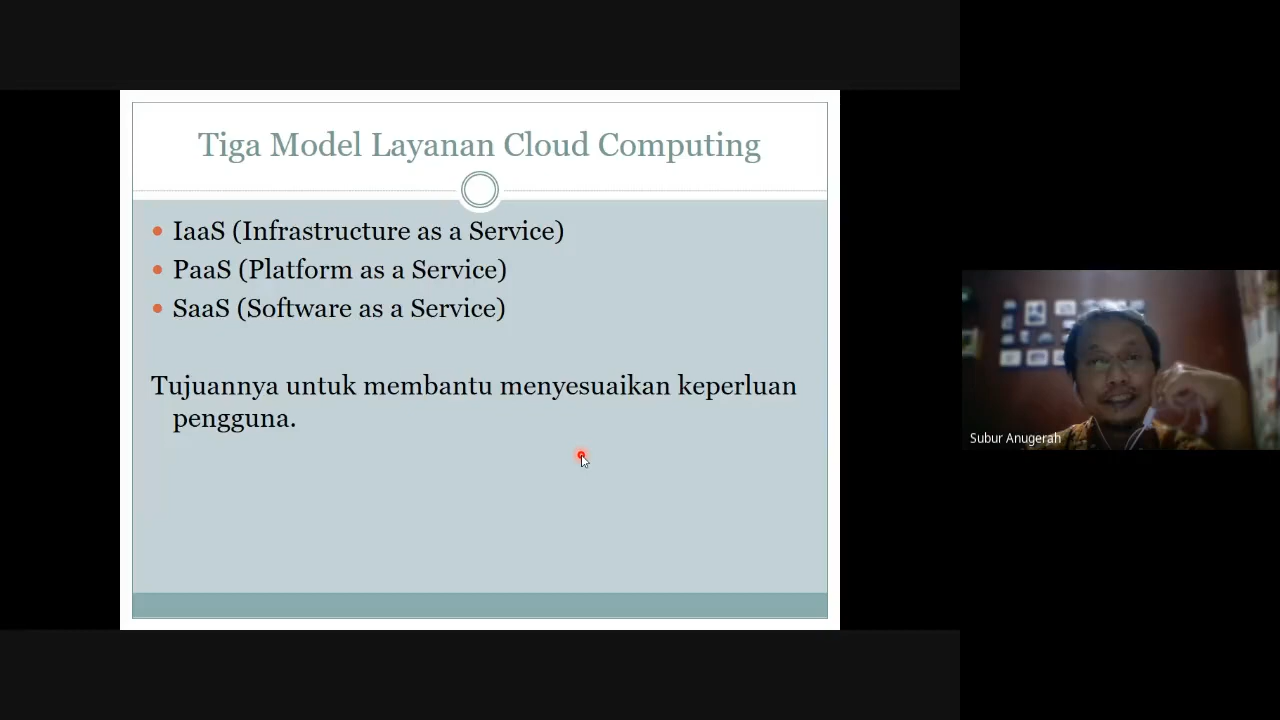 Tiga Model Layanan Cloud Computing
IaaS (Infrastructure as a Service)
PaaS (Platform as a Service)
SaaS (Software as a Service)
Tujuannya untuk membantu menyesuaikan keperluan
pengguna.
Subur Anugerah